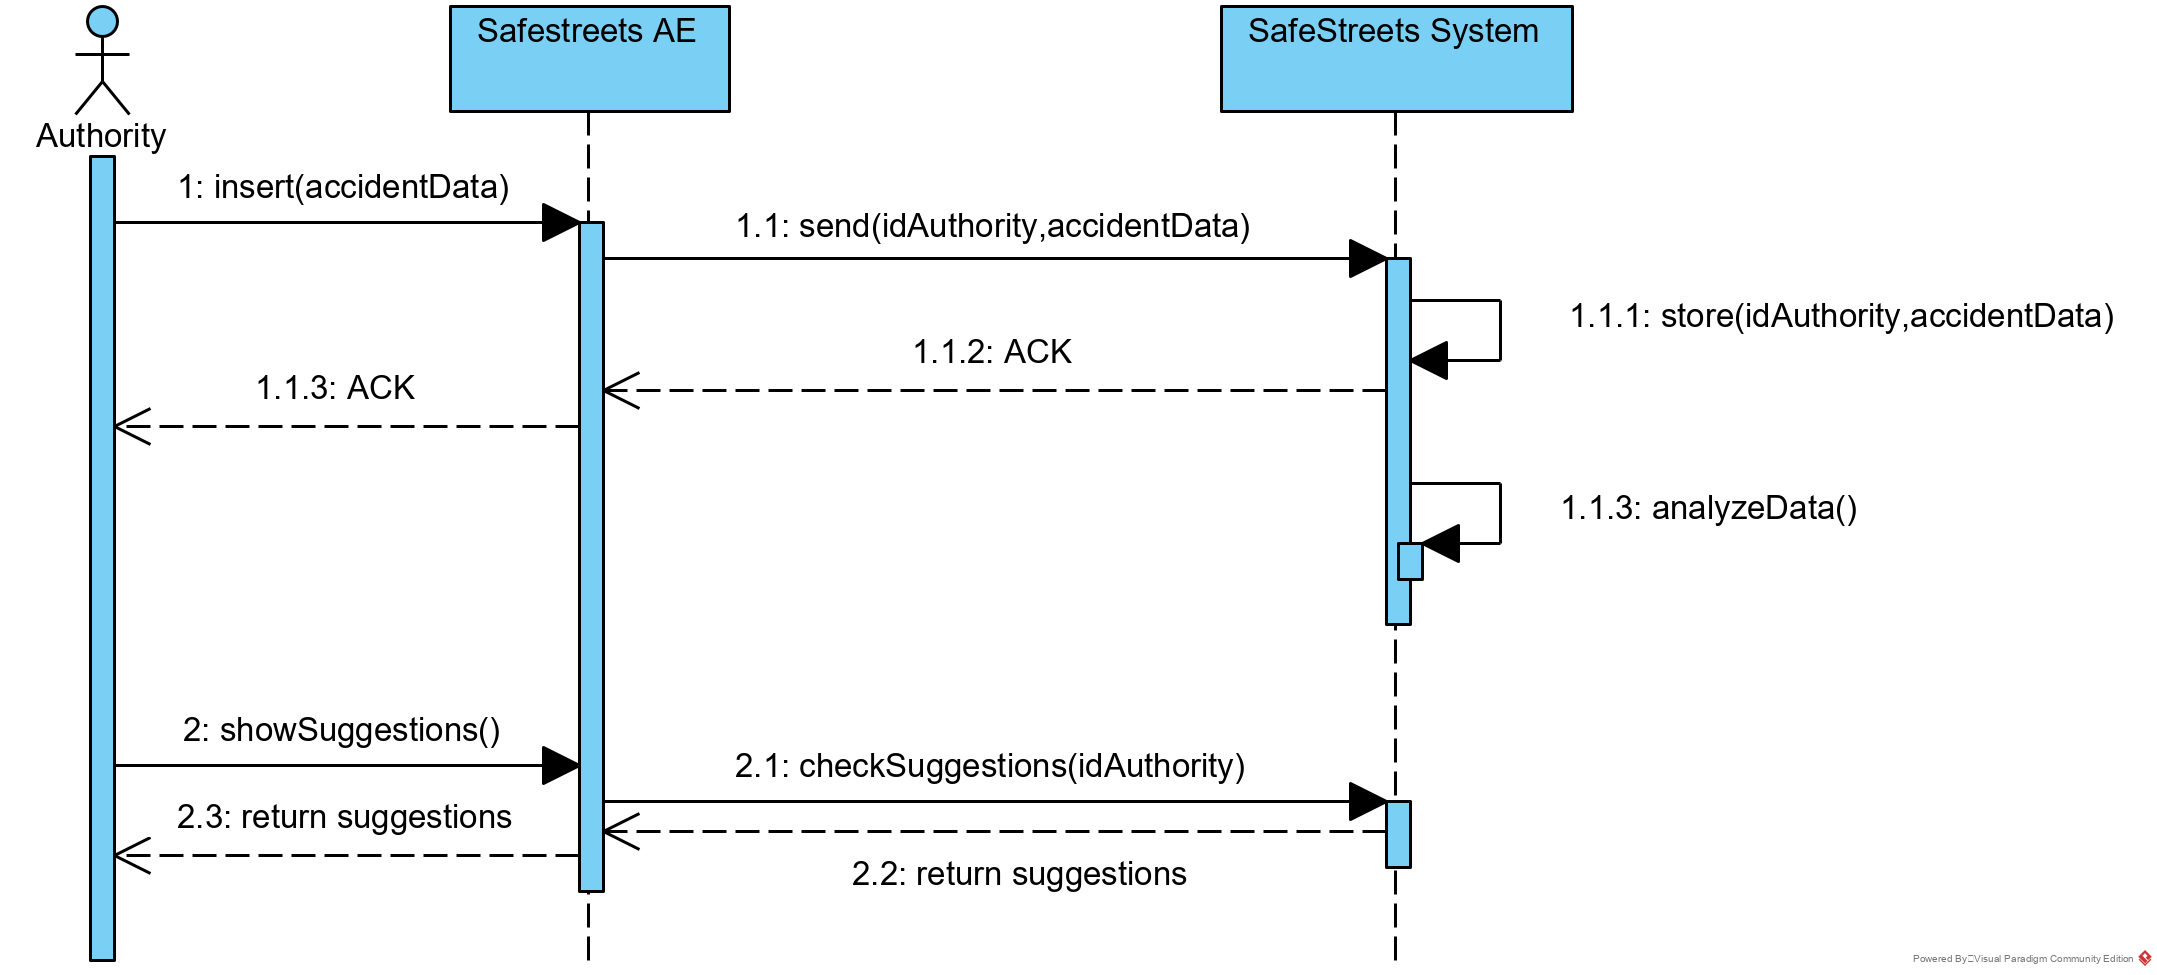 Safestreets AE
SafeStreets System
Authority
1: insert(accidentData)
1.1: send(idAuthority,accidentData)
1.1.1: store(idAuthority,accidentData)
1.1.2: ACK
1.1.3: ACK
1.1.3: analyzeData()
2: showSuggestions()
2.1: checkSuggestions(idAuthority)
2.3: return suggestions
2.2: return suggestions
Powered By Visual Paradigm Community Edition